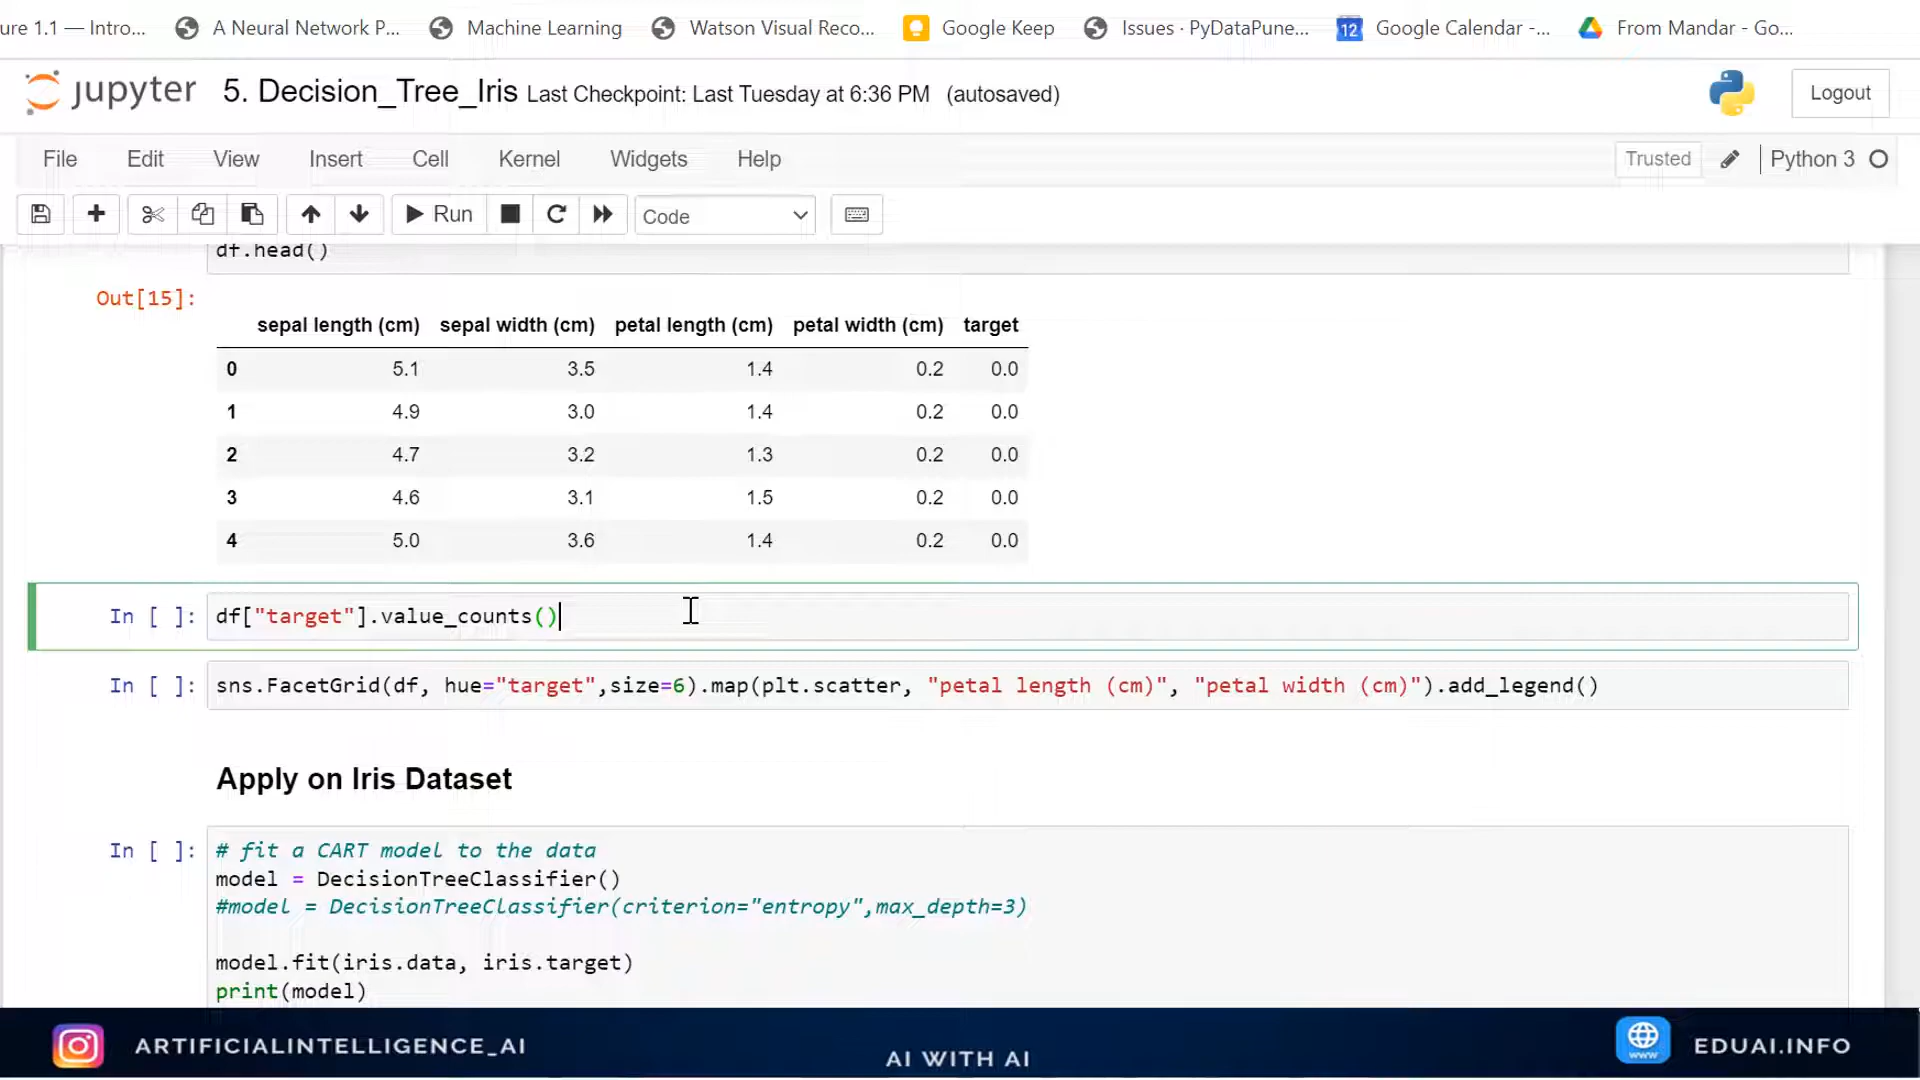 ure 1.1 — Intro... A Neural Network P... Machine Learning Watson Visual Reco... Google Keep Issues · PyDataPune... 12 Google Calendar -... From Mandar - Go...
jupyter 5. Decision_Tree_Iris Last Checkpoint: Last Tuesday at 6:36 PM (autosaved) Logout
File Edit View Insert Cell Kernel Widgets Help Trusted Python 3
Run Code
df.head()
Out[15]:
sepal length (cm) sepal width (cm) petal length (cm) petal width (cm) target
0 5.1 3.5 1.4 0.2 0.0
1 4.9 3.0 1.4 0.2 0.0
2 4.7 3.2 1.3 0.2 0.0
3 4.6 3.1 1.5 0.2 0.0
4 5.0 3.6 1.4 0.2 0.0
In [ ]: df["target"].value_counts()
In [ ]: sns.FacetGrid(df, hue="target",size=6).map(plt.scatter, "petal length (cm)", "petal width (cm)").add_legend()
Apply on Iris Dataset
In [ ]: # fit a CART model to the data
model = DecisionTreeClassifier()
#model = DecisionTreeClassifier(criterion="entropy",max_depth=3)
model.fit(iris.data, iris.target)
print(model)
ARTIFICIALINTELLIGENCE_AI AI WITH AI www EDUAI.INFO